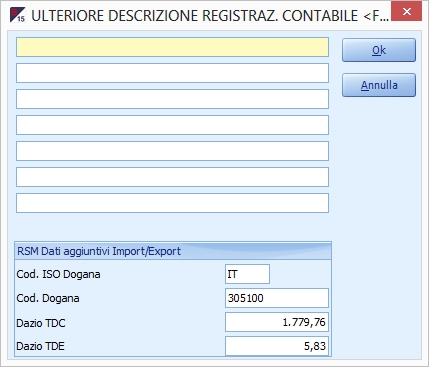 15 ULTERIORE DESCRIZIONE REGISTRAZ. CONTABILE <F...
Ok
Annulla
RSM Dati aggiuntivi Import/Export
Cod. ISO Dogana IT
Cod. Dogana 305100
Dazio TDC 1.779,76
Dazio TDE 5,83